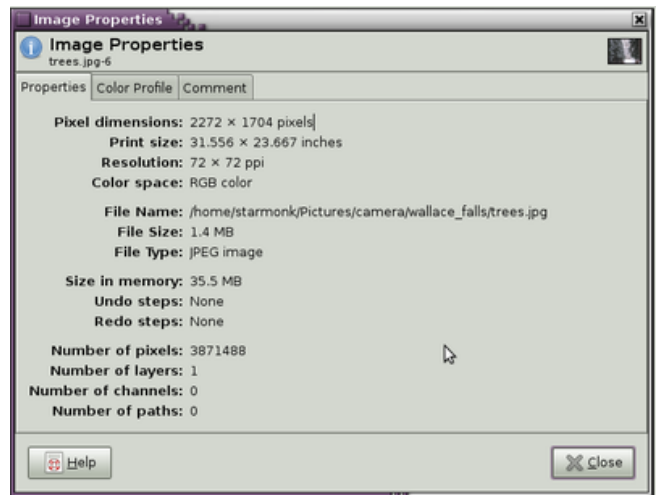 Image Properties
Image Properties
trees.jpg-6
Properties Color Profile Comment
Pixel dimensions: 2272 × 1704 pixels
Print size: 31.556 × 23.667 inches
Resolution: 72 × 72 ppi
Color space: RGB color
File Name: /home/starmonk/Pictures/camera/wallace_falls/trees.jpg
File Size: 1.4 MB
File Type: JPEG image
Size in memory: 35.5 MB
Undo steps: None
Redo steps: None
Number of pixels: 3871488
Number of layers: 1
Number of channels: 0
Number of paths: 0
Help Close